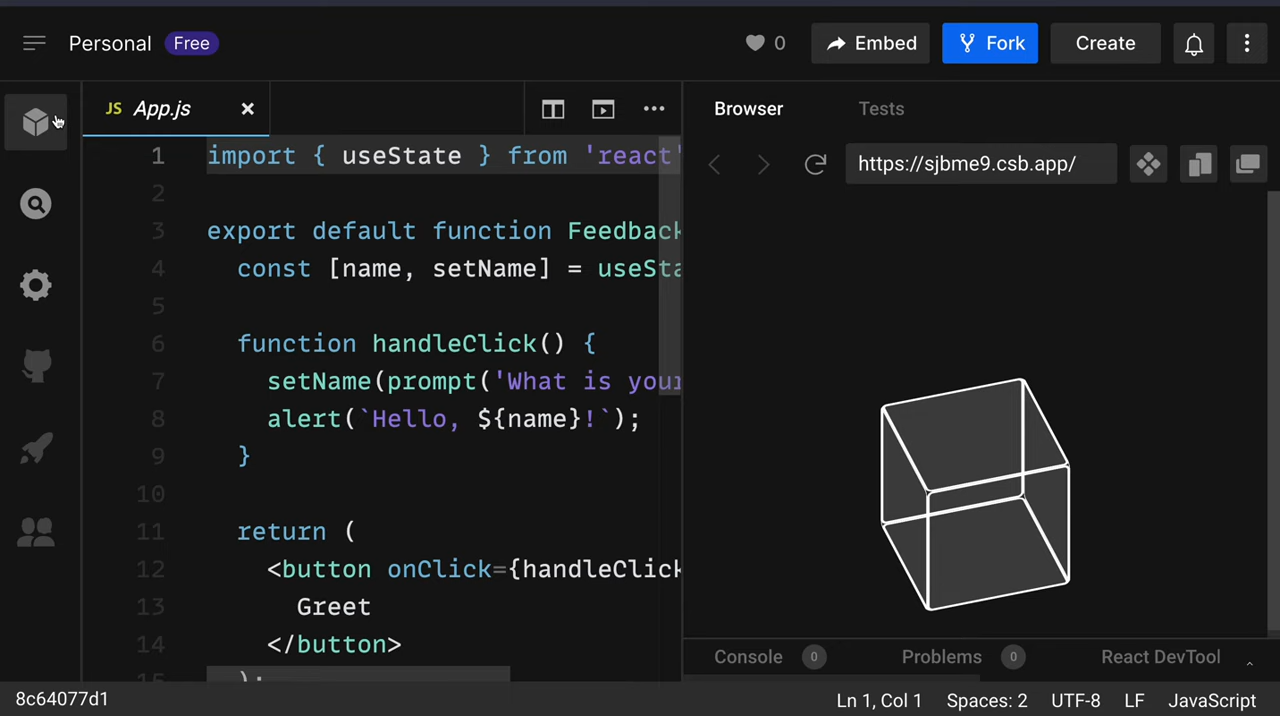 Personal Free 0 Embed Fork Create
JS App.js
Browser Tests
https://sjbme9.csb.app/
1 import { useState } from 'react'
2
3 export default function Feedback
4 const [name, setName] = useSta
5
6 function handleClick() {
7 setName(prompt('What is your
8 alert(`Hello, ${name}!`);
9 }
10
11 return (
12 <button onClick={handleClick
13 Greet
14 </button>
15 );
Console 0 Problems 0 React DevTool
8c64077d1 Ln 1, Col 1 Spaces: 2 UTF-8 LF JavaScript